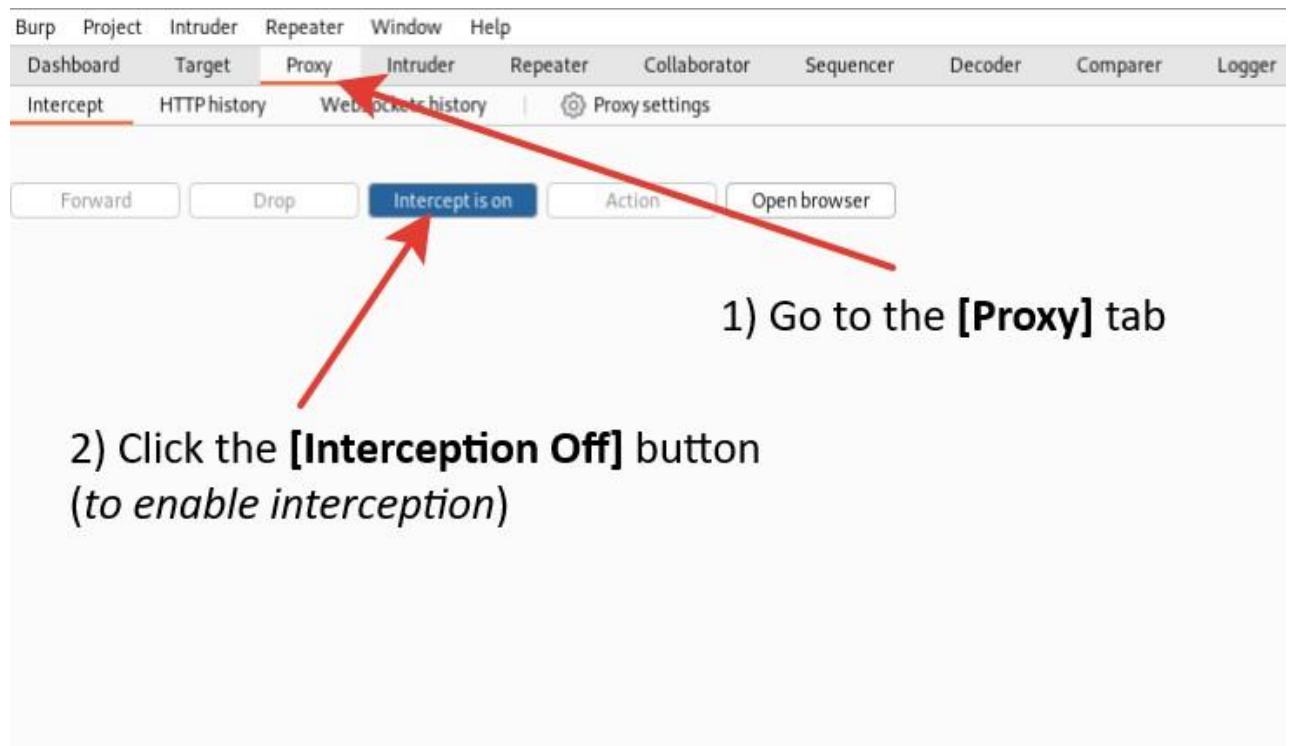 Burp Project Intruder Repeater Window Help
Dashboard Target Proxy Intruder Repeater Collaborator Sequencer Decoder Comparer Logger
Intercept HTTP history WebSockets history Proxy settings
Forward Drop Intercept is on Action Open browser
1) Go to the [Proxy] tab
2) Click the [Interception Off] button
(to enable interception)